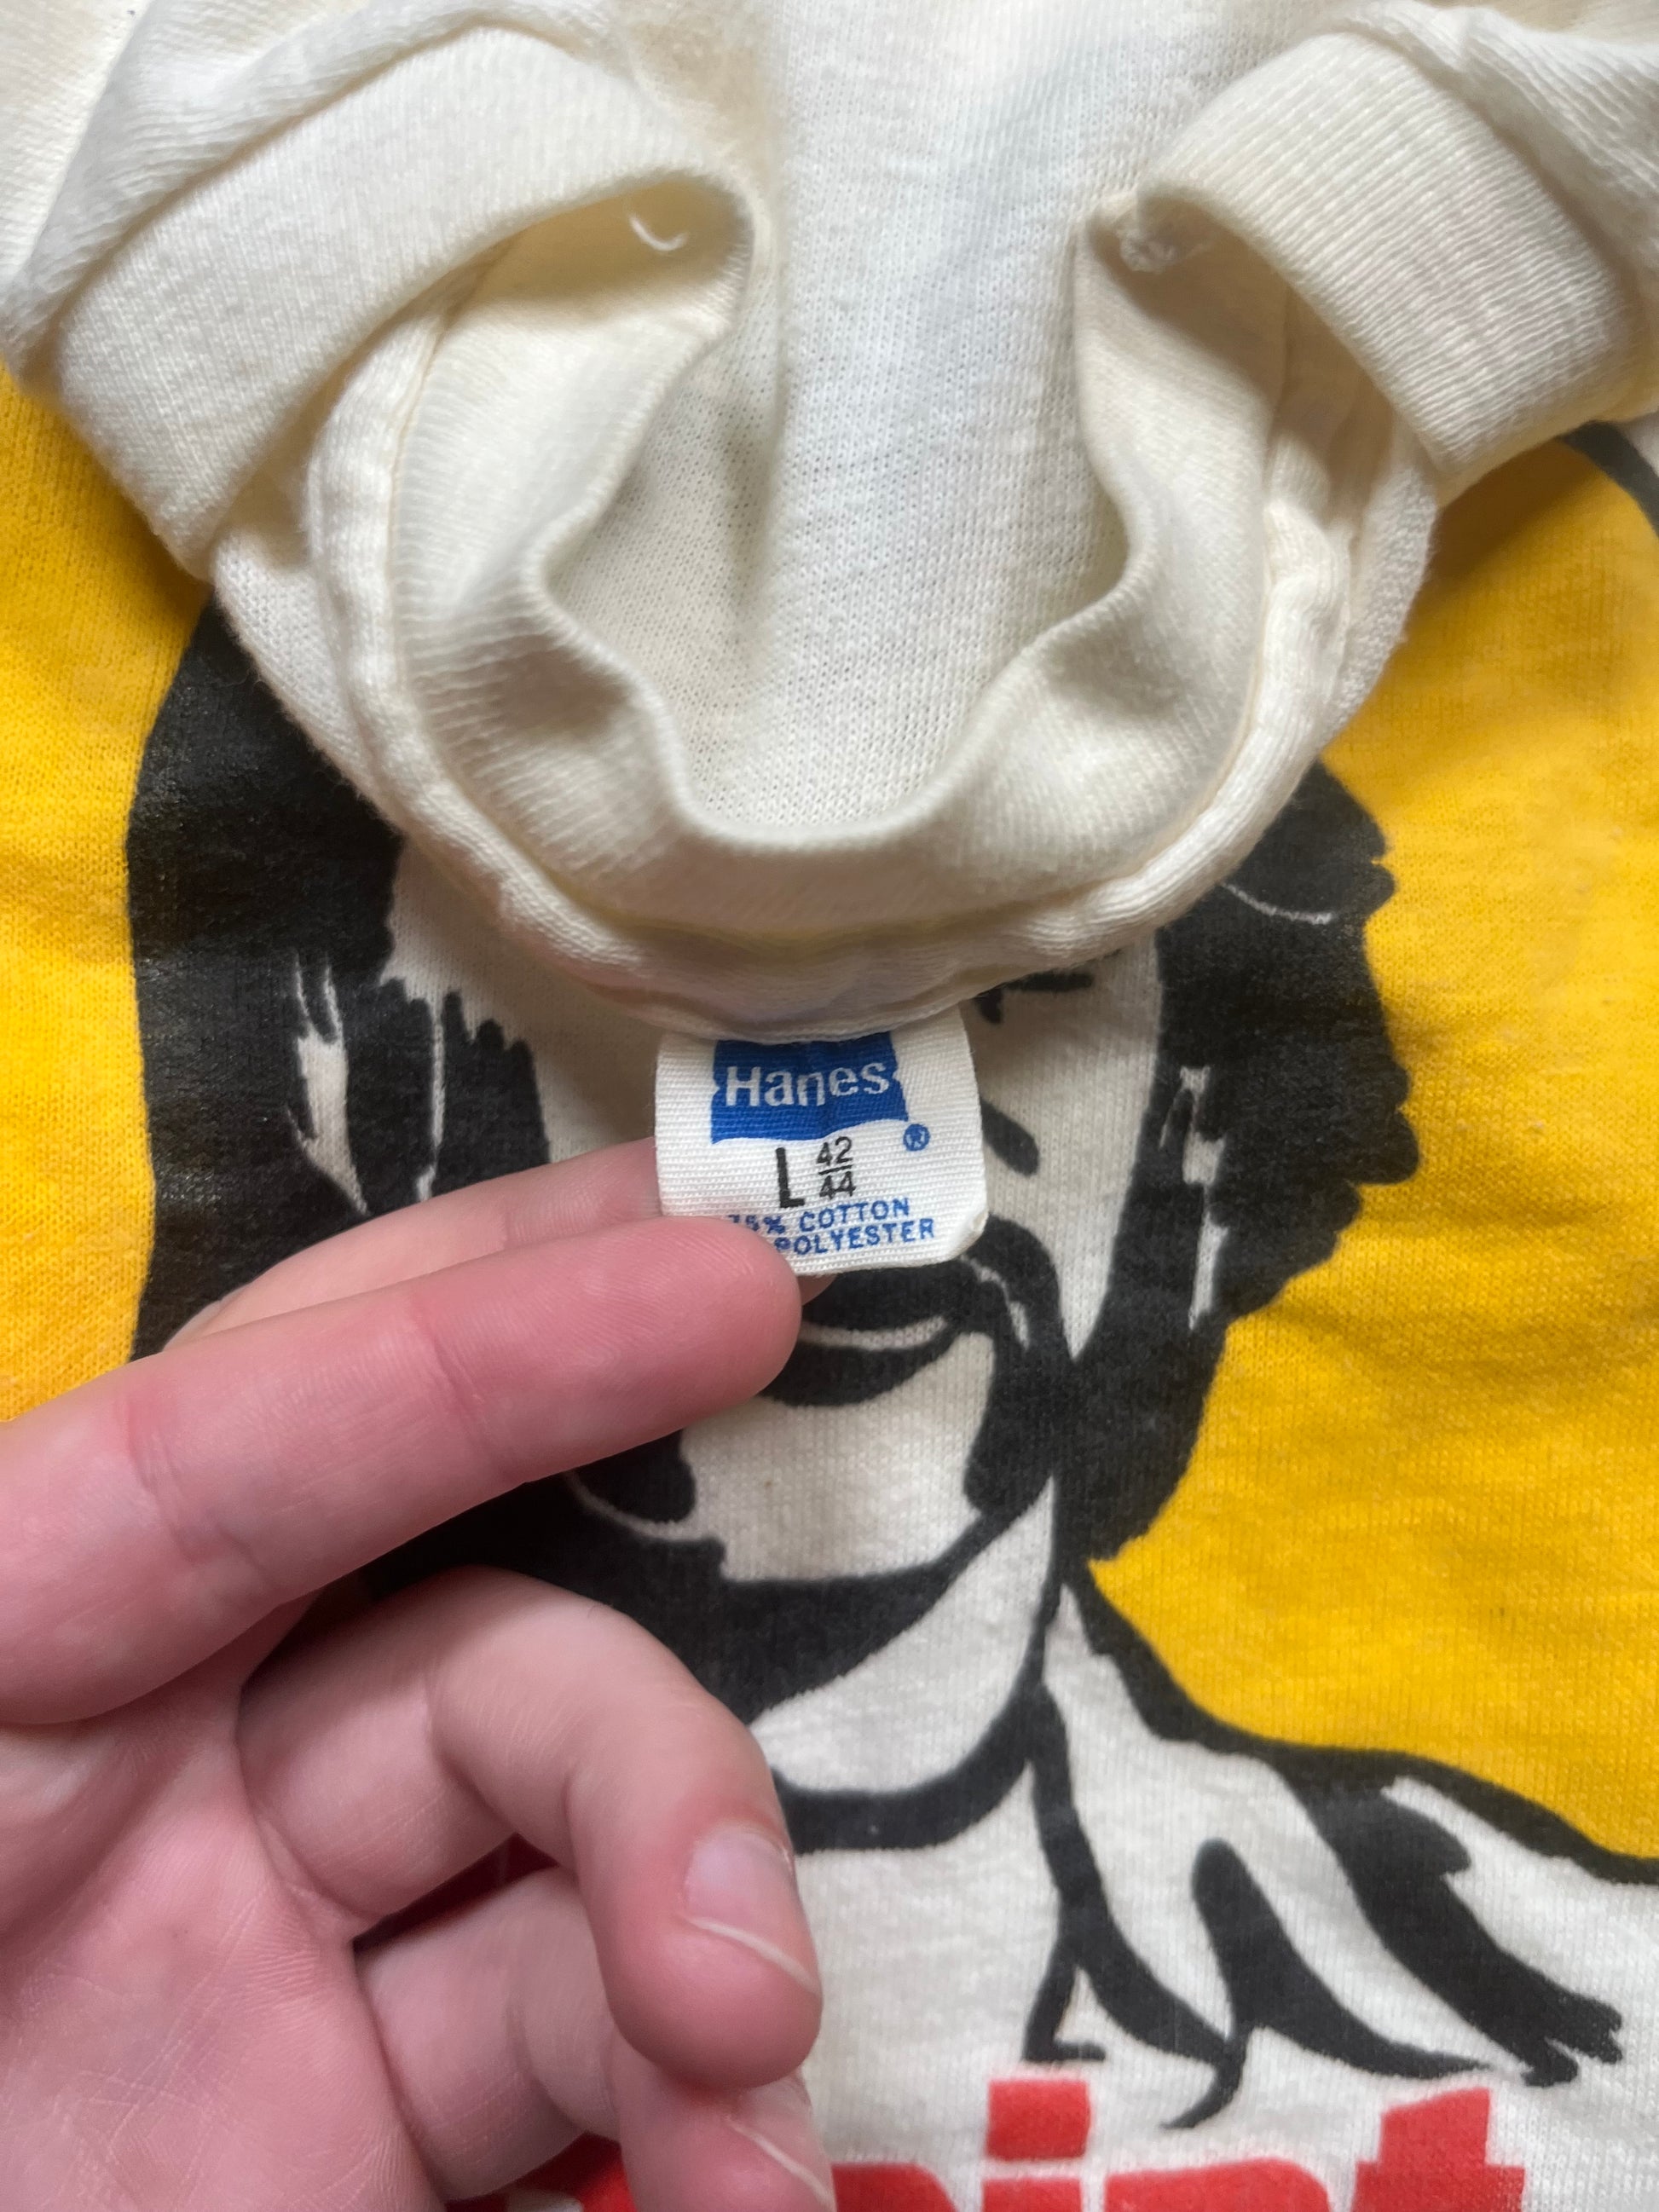 Hanes ®
L 42/44
75% COTTON
POLYESTER